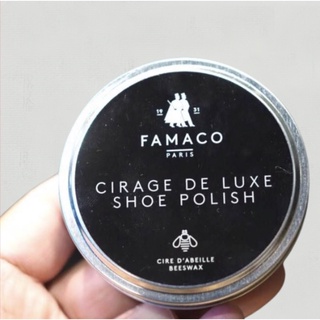 19 31
FAMACO
PARIS
CIRAGE DE LUXE
SHOE POLISH
CIRE D'ABEILLE
BEESWAX